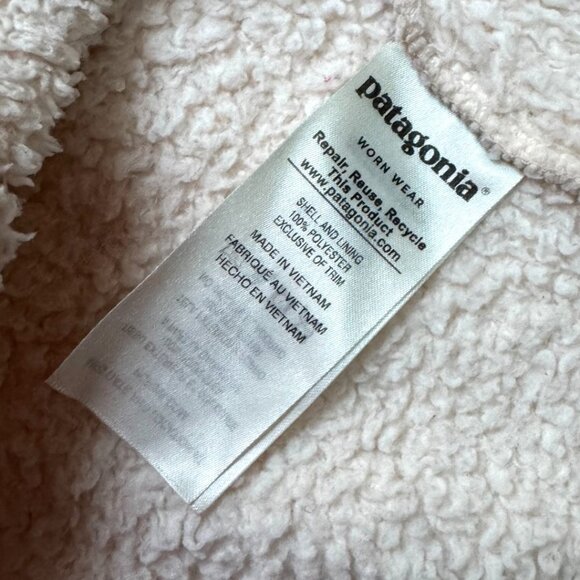 patagonia®
WORN WEAR
Repair, Reuse, Recycle
This Product
www.patagonia.com
SHELL AND LINING
100% POLYESTER
EXCLUSIVE OF TRIM
MADE IN VIETNAM
FABRIQUÉ AU VIETNAM
HECHO EN VIETNAM